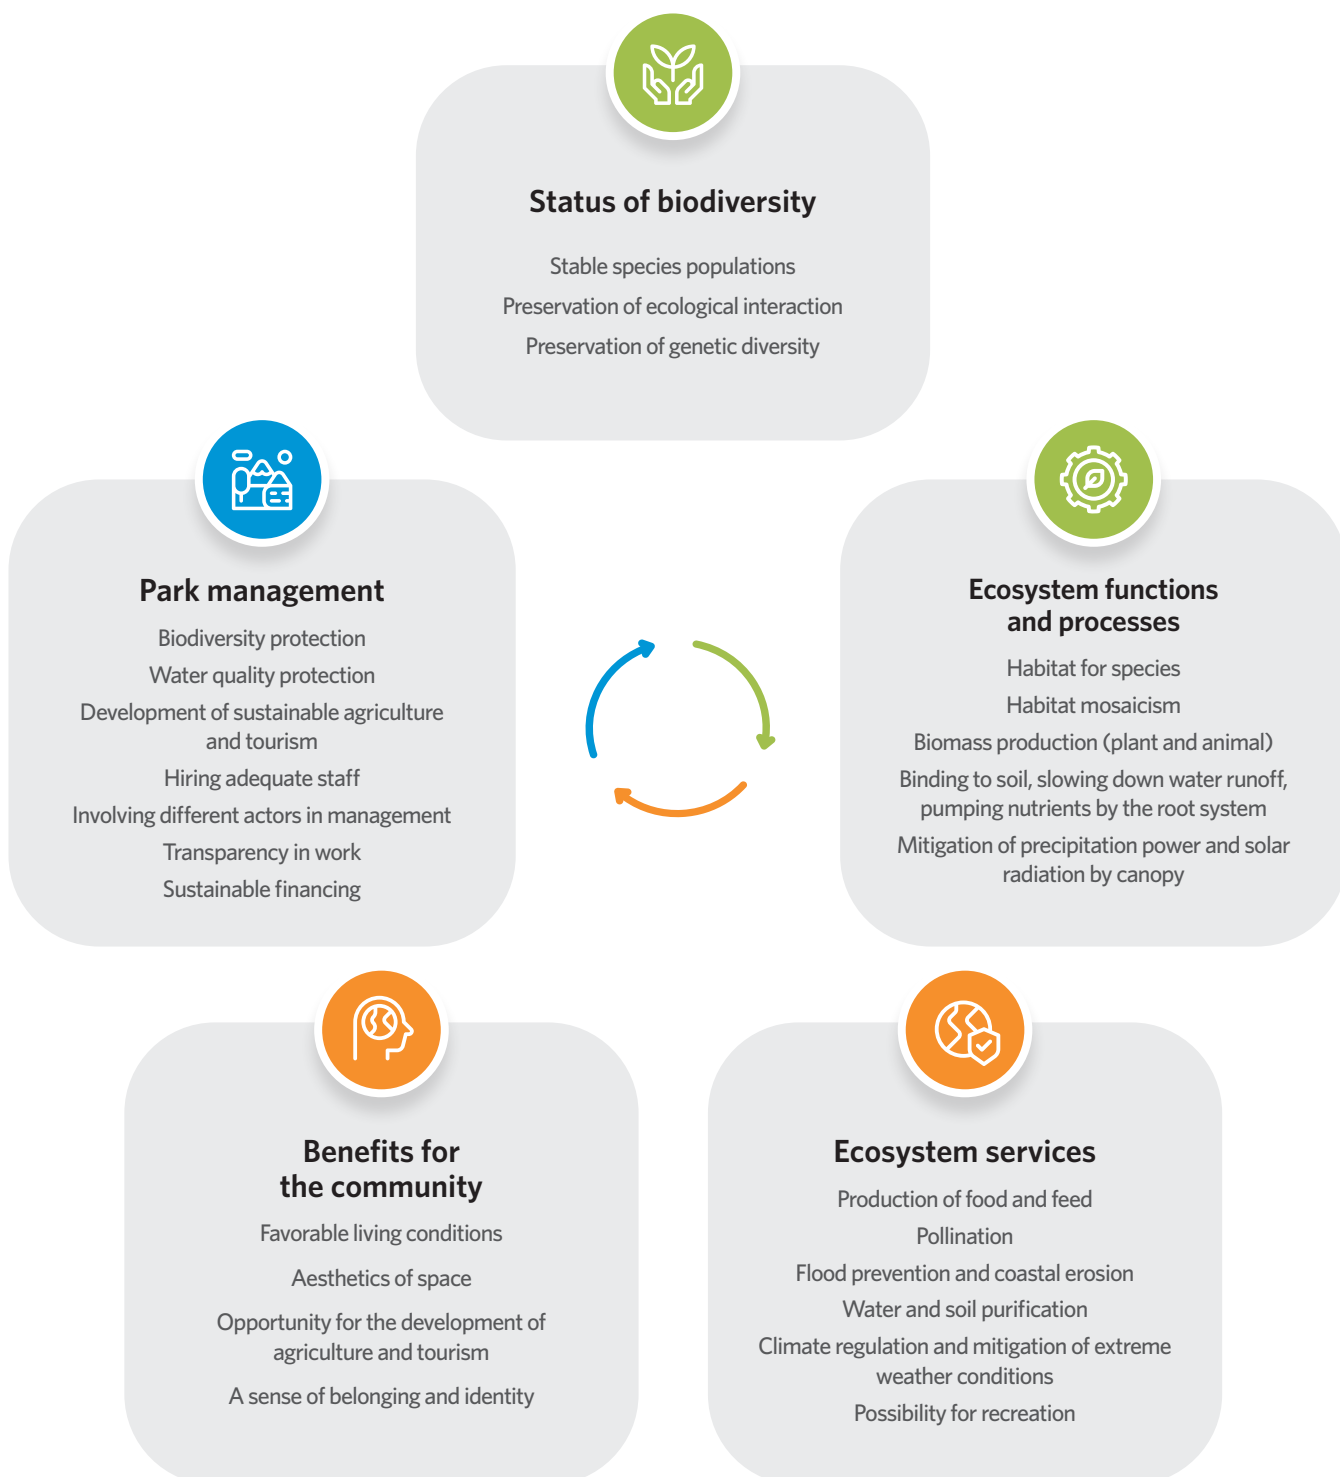 Status of biodiversity
Stable species populations
Preservation of ecological interaction
Preservation of genetic diversity
Park management
Biodiversity protection
Water quality protection
Development of sustainable agriculture
and tourism
Hiring adequate staff
Involving different actors in management
Transparency in work
Sustainable financing
Ecosystem functions
and processes
Habitat for species
Habitat mosaicism
Biomass production (plant and animal)
Binding to soil, slowing down water runoff,
pumping nutrients by the root system
Mitigation of precipitation power and solar
radiation by canopy
Benefits for
the community
Favorable living conditions
Aesthetics of space
Opportunity for the development of
agriculture and tourism
A sense of belonging and identity
Ecosystem services
Production of food and feed
Pollination
Flood prevention and coastal erosion
Water and soil purification
Climate regulation and mitigation of extreme
weather conditions
Possibility for recreation